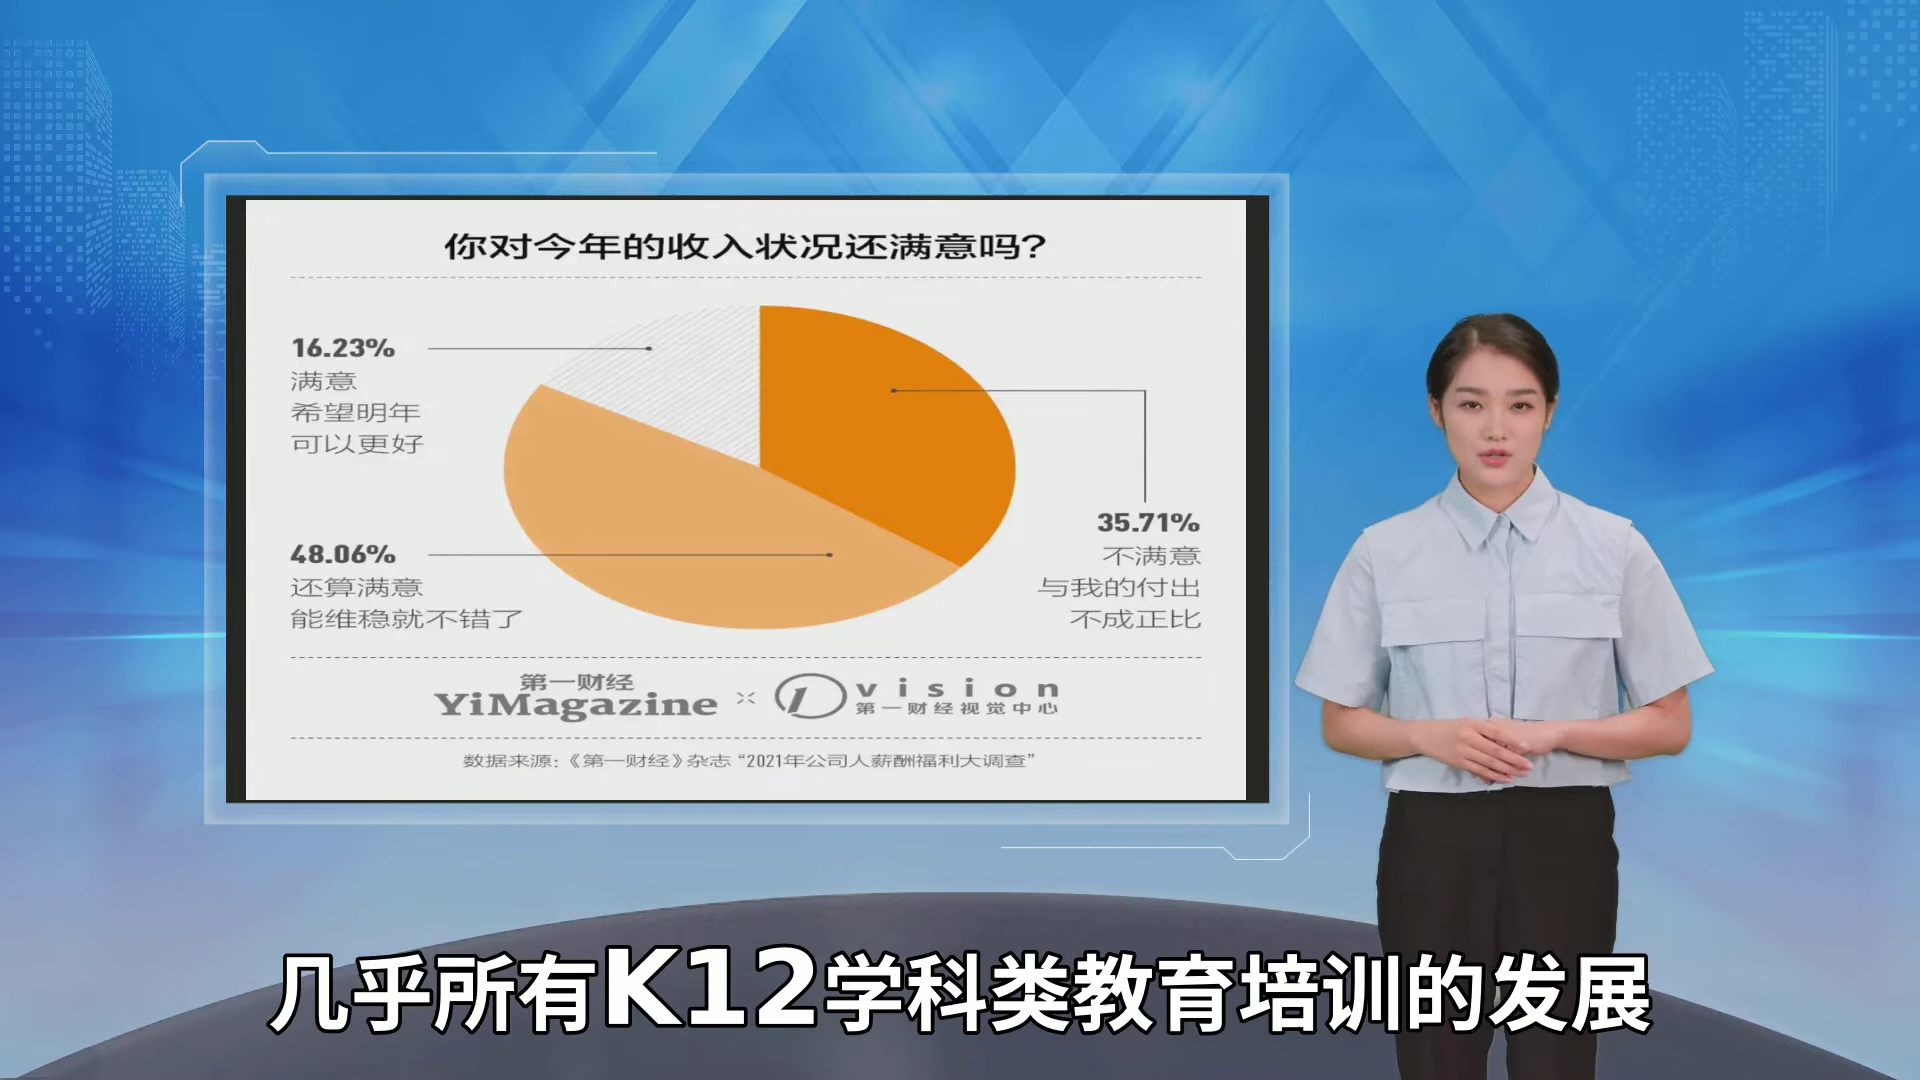 你对今年的收入状况还满意吗?
16.23%
满意
希望明年
可以更好
48.06%
还算满意
能维稳就不错了
35.71%
不满意
与我的付出
不成正比
第一财经
YiMagazine
vision
第一财经视觉中心
数据来源:《第一财经》杂志“2021年公司人薪酬福利大调查”
几乎所有K12学科类教育培训的发展